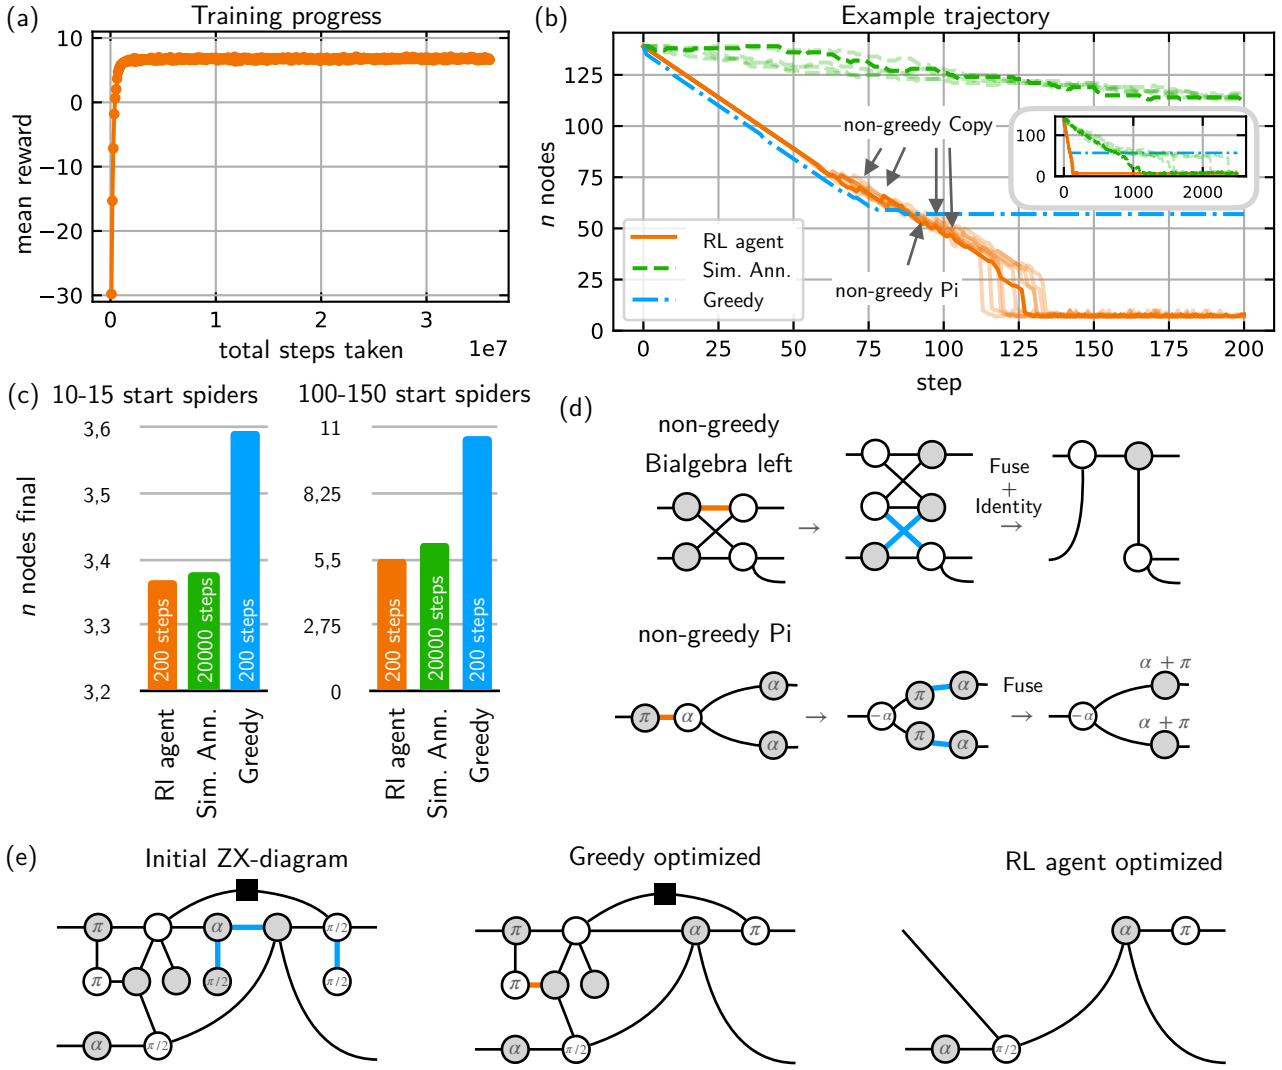 (a)
Training progress
10
0
−10
−20
−30
mean reward
0
1
2
3
total steps taken
1e7
(b)
Example trajectory
125
100
75
50
25
0
n nodes
non-greedy Copy
non-greedy Pi
RL agent
Sim. Ann.
Greedy
100
0
0
1000
2000
0
25
50
75
100
125
150
175
200
step
(c)
10-15 start spiders
100-150 start spiders
3,6
3,5
3,4
3,3
3,2
n nodes final
200 steps
20000 steps
200 steps
Rl agent
Sim. Ann.
Greedy
11
8,25
5,5
2,75
0
200 steps
20000 steps
200 steps
RL agent
Sim. Ann.
Greedy
(d)
non-greedy
Bialgebra left
→
Fuse
+
Identity
→
non-greedy Pi
π
α
α
α
→
−α
π
α
π
α
Fuse
→
−α
α + π
α + π
(e)
Initial ZX-diagram
π
α
π/2
π
π/2
π/2
α
π/2
Greedy optimized
π
α
π
π
α
π/2
RL agent optimized
α
π
α
π/2